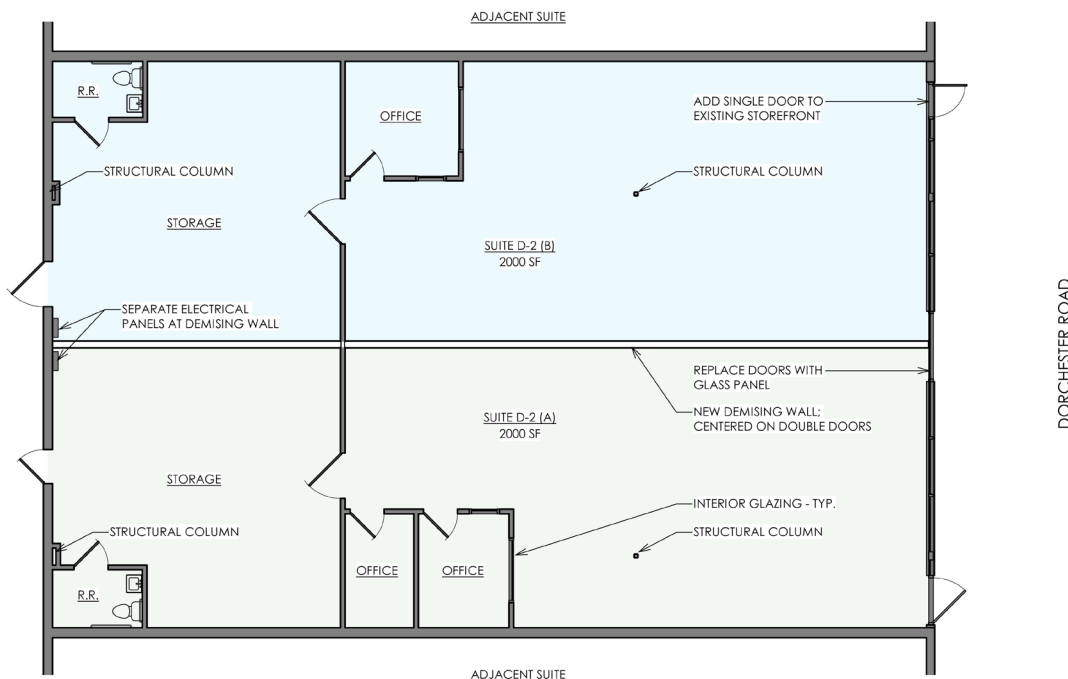 ADJACENT SUITE
R.R.
OFFICE
ADD SINGLE DOOR TO
EXISTING STOREFRONT
STRUCTURAL COLUMN
STRUCTURAL COLUMN
STORAGE
SUITE D-2 (B)
2000 SF
SEPARATE ELECTRICAL
PANELS AT DEMISING WALL
DORCHESTER ROAD
REPLACE DOORS WITH
GLASS PANEL
NEW DEMISING WALL;
CENTERED ON DOUBLE DOORS
SUITE D-2 (A)
2000 SF
STORAGE
INTERIOR GLAZING - TYP.
STRUCTURAL COLUMN
STRUCTURAL COLUMN
OFFICE
OFFICE
R.R.
ADJACENT SUITE